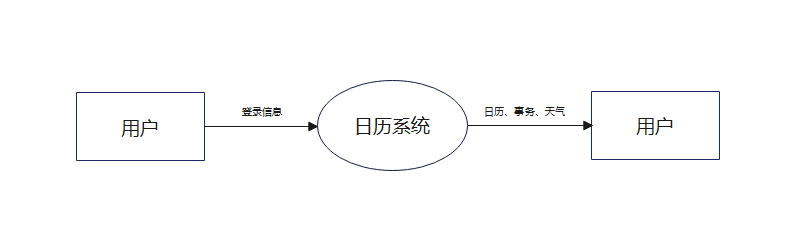 用户
登录信息
日历系统
日历、事务、天气
用户